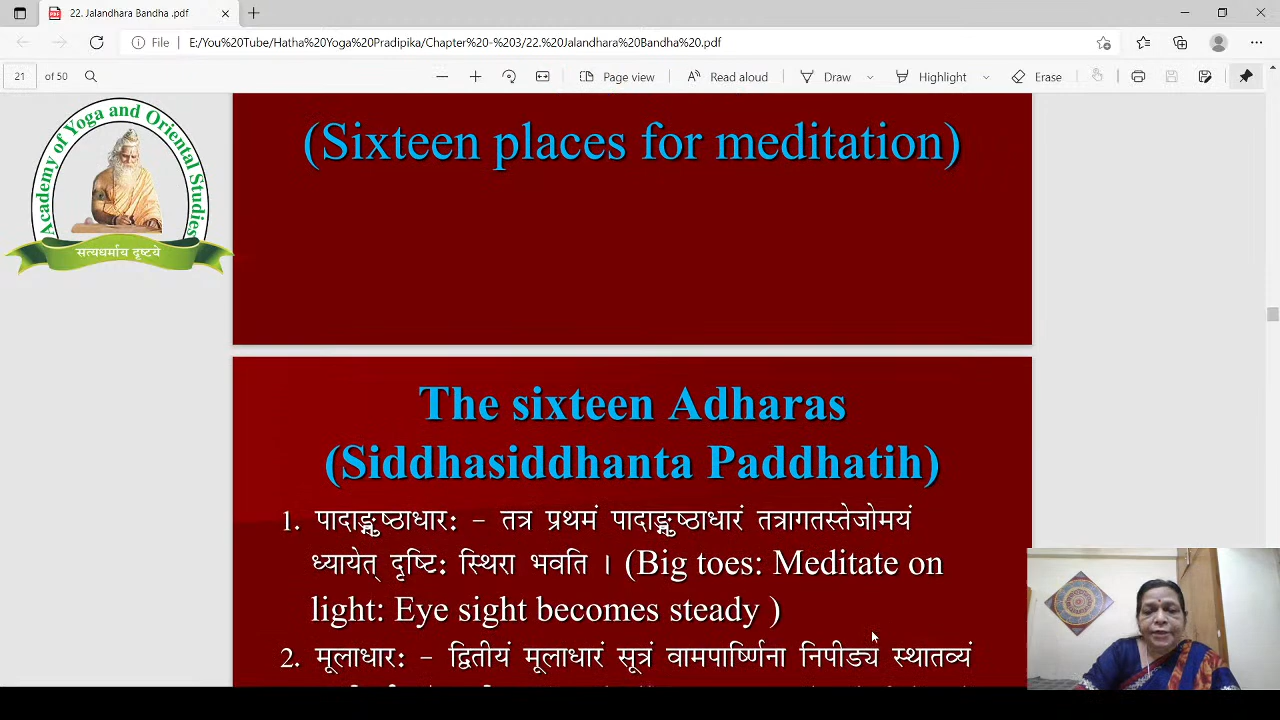 22. Jalandhar Bandha .pdf
File
E:/You%20Tube/Hatha%20Yoga%20Pradipika/Chapter%20-%203/22.%20Jalandhara%20Bandha%20.pdf
21 of 50
Page view
Read aloud
Draw
Highlight
Erase
Academy of Yoga and Oriental Studies
सत्यधर्माय दृष्टये
(Sixteen places for meditation)
The sixteen Adharas
(Siddhasiddhanta Paddhatih)
1. पादाङ्गुष्ठाधारः - तत्र प्रथमं पादाङ्गुष्ठाधारं तत्रागतस्तेजोमयं
ध्यायेत् दृष्टिः स्थिरा भवति । (Big toes: Meditate on
light: Eye sight becomes steady )
2. मूलाधारः - द्वितीयं मूलाधारं सूत्रं वामपार्ष्णिना निपीड्य स्थातव्यं